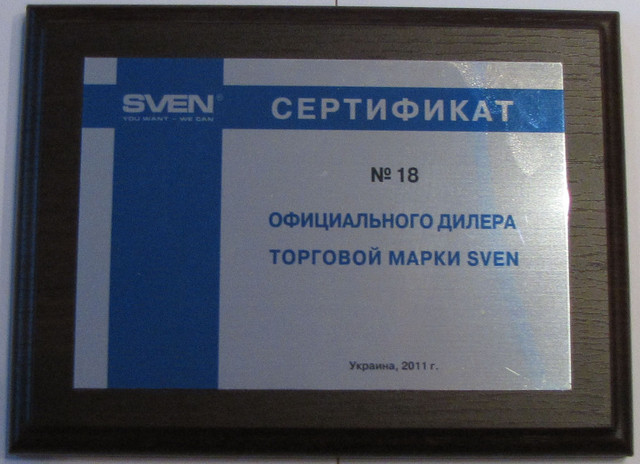 SVEN®
YOU WANT – WE CAN
СЕРТИФИКАТ
№ 18
ОФИЦИАЛЬНОГО ДИЛЕРА
ТОРГОВОЙ МАРКИ SVEN
Украина, 2011 г.